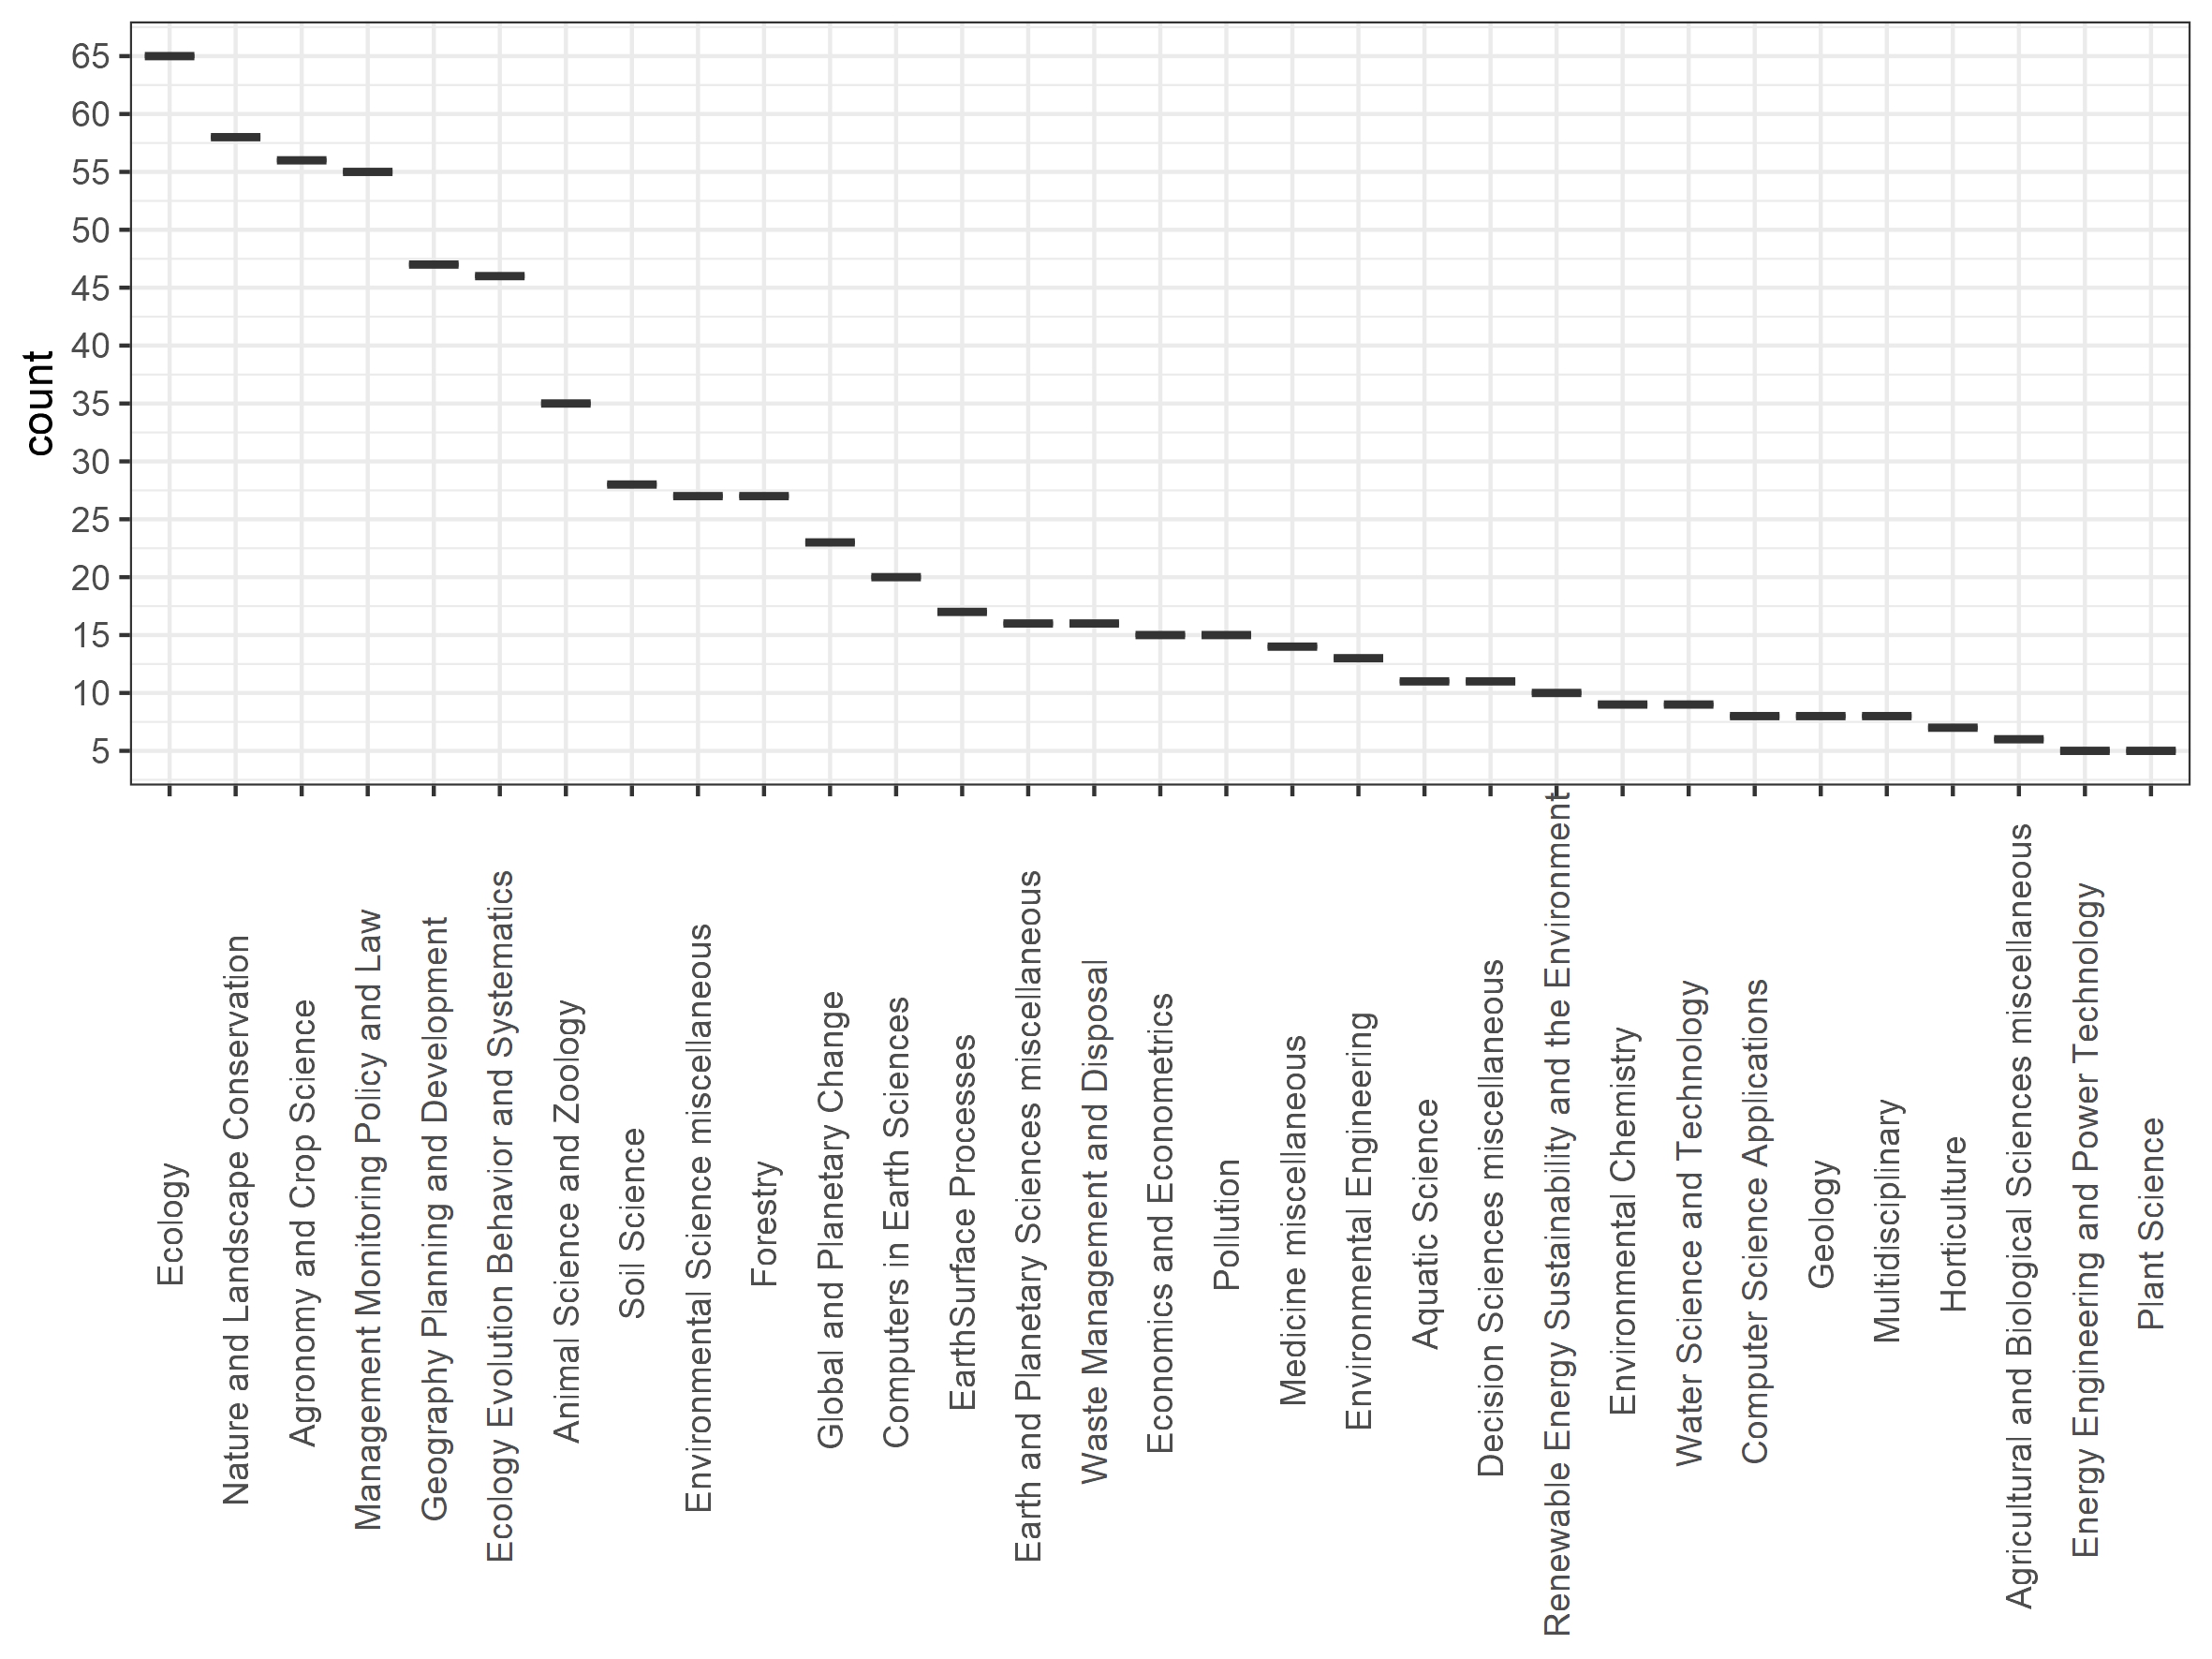 count
65
60
55
50
45
40
35
30
25
20
15
10
5
Ecology
Nature and Landscape Conservation
Agronomy and Crop Science
Management Monitoring Policy and Law
Geography Planning and Development
Ecology Evolution Behavior and Systematics
Animal Science and Zoology
Soil Science
Environmental Science miscellaneous
Forestry
Global and Planetary Change
Computers in Earth Sciences
EarthSurface Processes
Earth and Planetary Sciences miscellaneous
Waste Management and Disposal
Economics and Econometrics
Pollution
Medicine miscellaneous
Environmental Engineering
Aquatic Science
Decision Sciences miscellaneous
Renewable Energy Sustainability and the Environment
Environmental Chemistry
Water Science and Technology
Computer Science Applications
Geology
Multidisciplinary
Horticulture
Agricultural and Biological Sciences miscellaneous
Energy Engineering and Power Technology
Plant Science